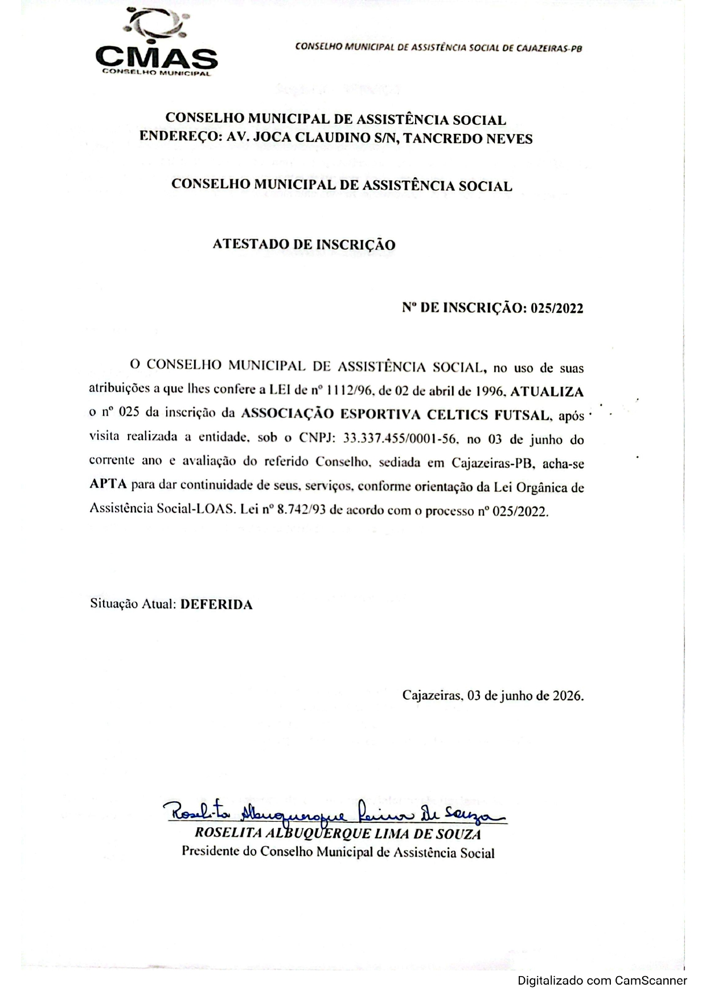 CMAS
CONSELHO MUNICIPAL
CONSELHO MUNICIPAL DE ASSISTÊNCIA SOCIAL DE CAJAZEIRAS-PB
CONSELHO MUNICIPAL DE ASSISTÊNCIA SOCIAL
ENDEREÇO: AV. JOCA CLAUDINO S/N, TANCREDO NEVES
CONSELHO MUNICIPAL DE ASSISTÊNCIA SOCIAL
ATESTADO DE INSCRIÇÃO
Nº DE INSCRIÇÃO: 025/2022
O CONSELHO MUNICIPAL DE ASSISTÊNCIA SOCIAL, no uso de suas
atribuições a que lhes confere a LEI de nº 1112/96, de 02 de abril de 1996, ATUALIZA
o nº 025 da inscrição da ASSOCIAÇÃO ESPORTIVA CELTICS FUTSAL, após
visita realizada a entidade, sob o CNPJ: 33.337.455/0001-56, no 03 de junho do
corrente ano e avaliação do referido Conselho, sediada em Cajazeiras-PB, acha-se
APTA para dar continuidade de seus, serviços, conforme orientação da Lei Orgânica de
Assistência Social-LOAS. Lei nº 8.742/93 de acordo com o processo nº 025/2022.
Situação Atual: DEFERIDA
Cajazeiras, 03 de junho de 2026.
Roselita Albuquerque Lima De Souza
ROSELITA ALBUQUERQUE LIMA DE SOUZA
Presidente do Conselho Municipal de Assistência Social
Digitalizado com CamScanner